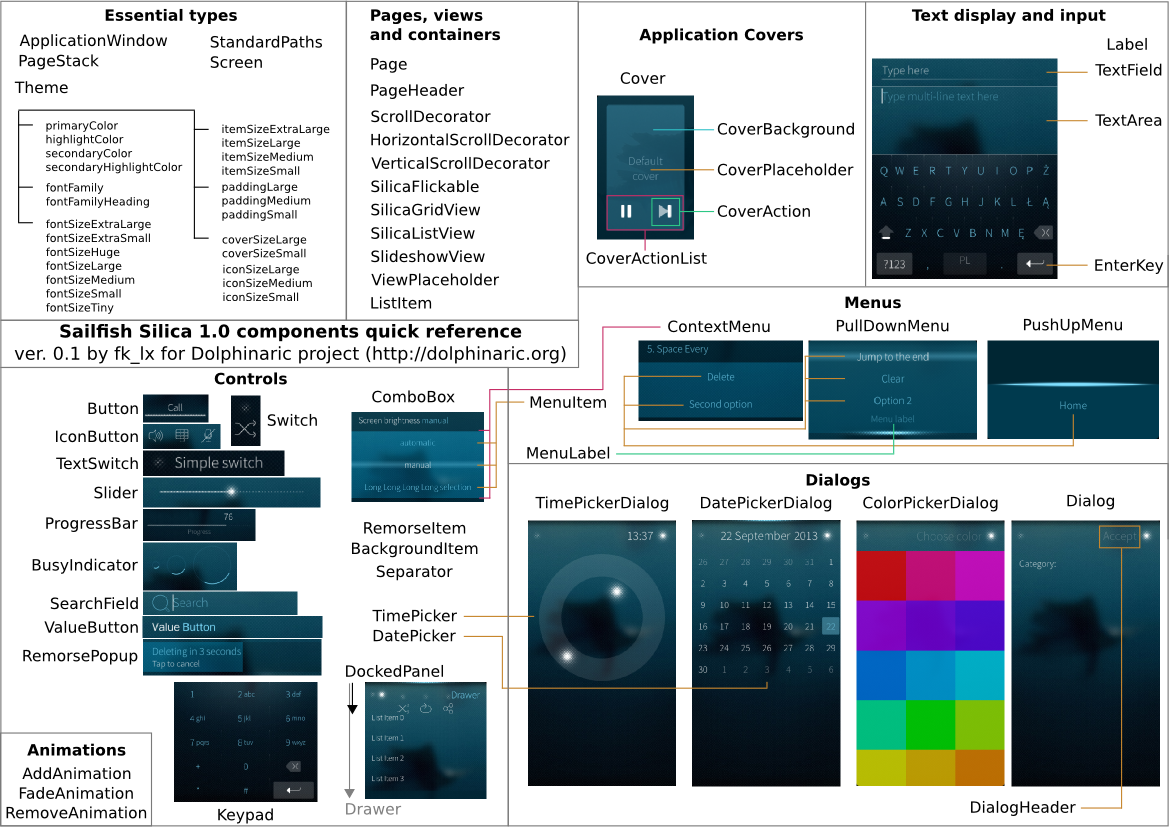 Essential types
ApplicationWindow
StandardPaths
PageStack
Screen
Theme
primaryColor
highlightColor
secondaryColor
secondaryHighlightColor
fontFamily
fontFamilyHeading
fontSizeExtraLarge
fontSizeExtraSmall
fontSizeHuge
fontSizeLarge
fontSizeMedium
fontSizeSmall
fontSizeTiny
itemSizeExtraLarge
itemSizeLarge
itemSizeMedium
itemSizeSmall
paddingLarge
paddingMedium
paddingSmall
coverSizeLarge
coverSizeSmall
iconSizeLarge
iconSizeMedium
iconSizeSmall
Pages, views
and containers
Page
PageHeader
ScrollDecorator
HorizontalScrollDecorator
VerticalScrollDecorator
SilicaFlickable
SilicaGridView
SilicaListView
SlideshowView
ViewPlaceholder
ListItem
Application Covers
Cover
Default
cover
CoverBackground
CoverPlaceholder
CoverAction
CoverActionList
Text display and input
Label
TextField
TextArea
EnterKey
Type here
Type multi-line text here
Q W E R T Y U I O P Ż
A S D F G H J K L Ł Ą
Z X C V B N M Ę
?123 , PL .
Sailfish Silica 1.0 components quick reference
ver. 0.1 by fk_lx for Dolphinaric project (http://dolphinaric.org)
Menus
ContextMenu
PullDownMenu
PushUpMenu
5. Space Every
Delete
Second option
Jump to the end
Clear
Option 2
Menu label
Home
MenuItem
MenuLabel
Controls
Button
Call
Switch
IconButton
TextSwitch
Simple switch
Slider
ProgressBar
76
Progress
BusyIndicator
SearchField
Search
ValueButton
Value Button
RemorsePopup
Deleting in 3 seconds
Tap to cancel
ComboBox
Screen brightness manual
automatic
manual
Long Long Long Long selection
RemorseItem
BackgroundItem
Separator
TimePicker
DatePicker
DockedPanel
Drawer
List Item 0
List Item 1
List Item 2
List Item 3
Drawer
1 2 abc 3 def
4 ghi 5 jkl 6 mno
7 pqrs 8 tuv 9 wxyz
+ 0
* #
Keypad
Animations
AddAnimation
FadeAnimation
RemoveAnimation
Dialogs
TimePickerDialog
DatePickerDialog
ColorPickerDialog
Dialog
13:37
22 September 2013
26 27 28 29 30 31 1
2 3 4 5 6 7 8
9 10 11 12 13 14 15
16 17 18 19 20 21 22
23 24 25 26 27 28 29
30 1 2 3 4 5 6
Choose color
Accept
Category:
DialogHeader